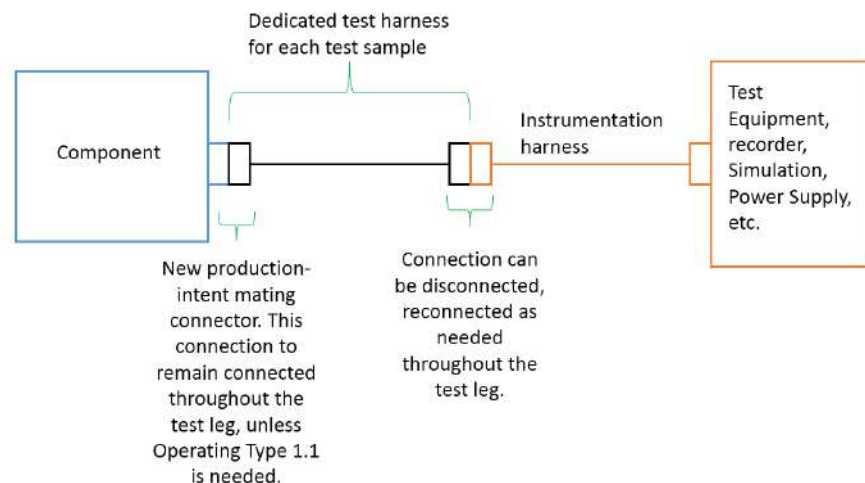 Dedicated test harness
for each test sample
Component
Instrumentation
harness
Test
Equipment,
recorder,
Simulation,
Power Supply,
etc.
New production-
intent mating
connector. This
connection to
remain connected
throughout the
test leg, unless
Operating Type 1.1
is needed.
Connection can
be disconnected,
reconnected as
needed
throughout the
test leg.